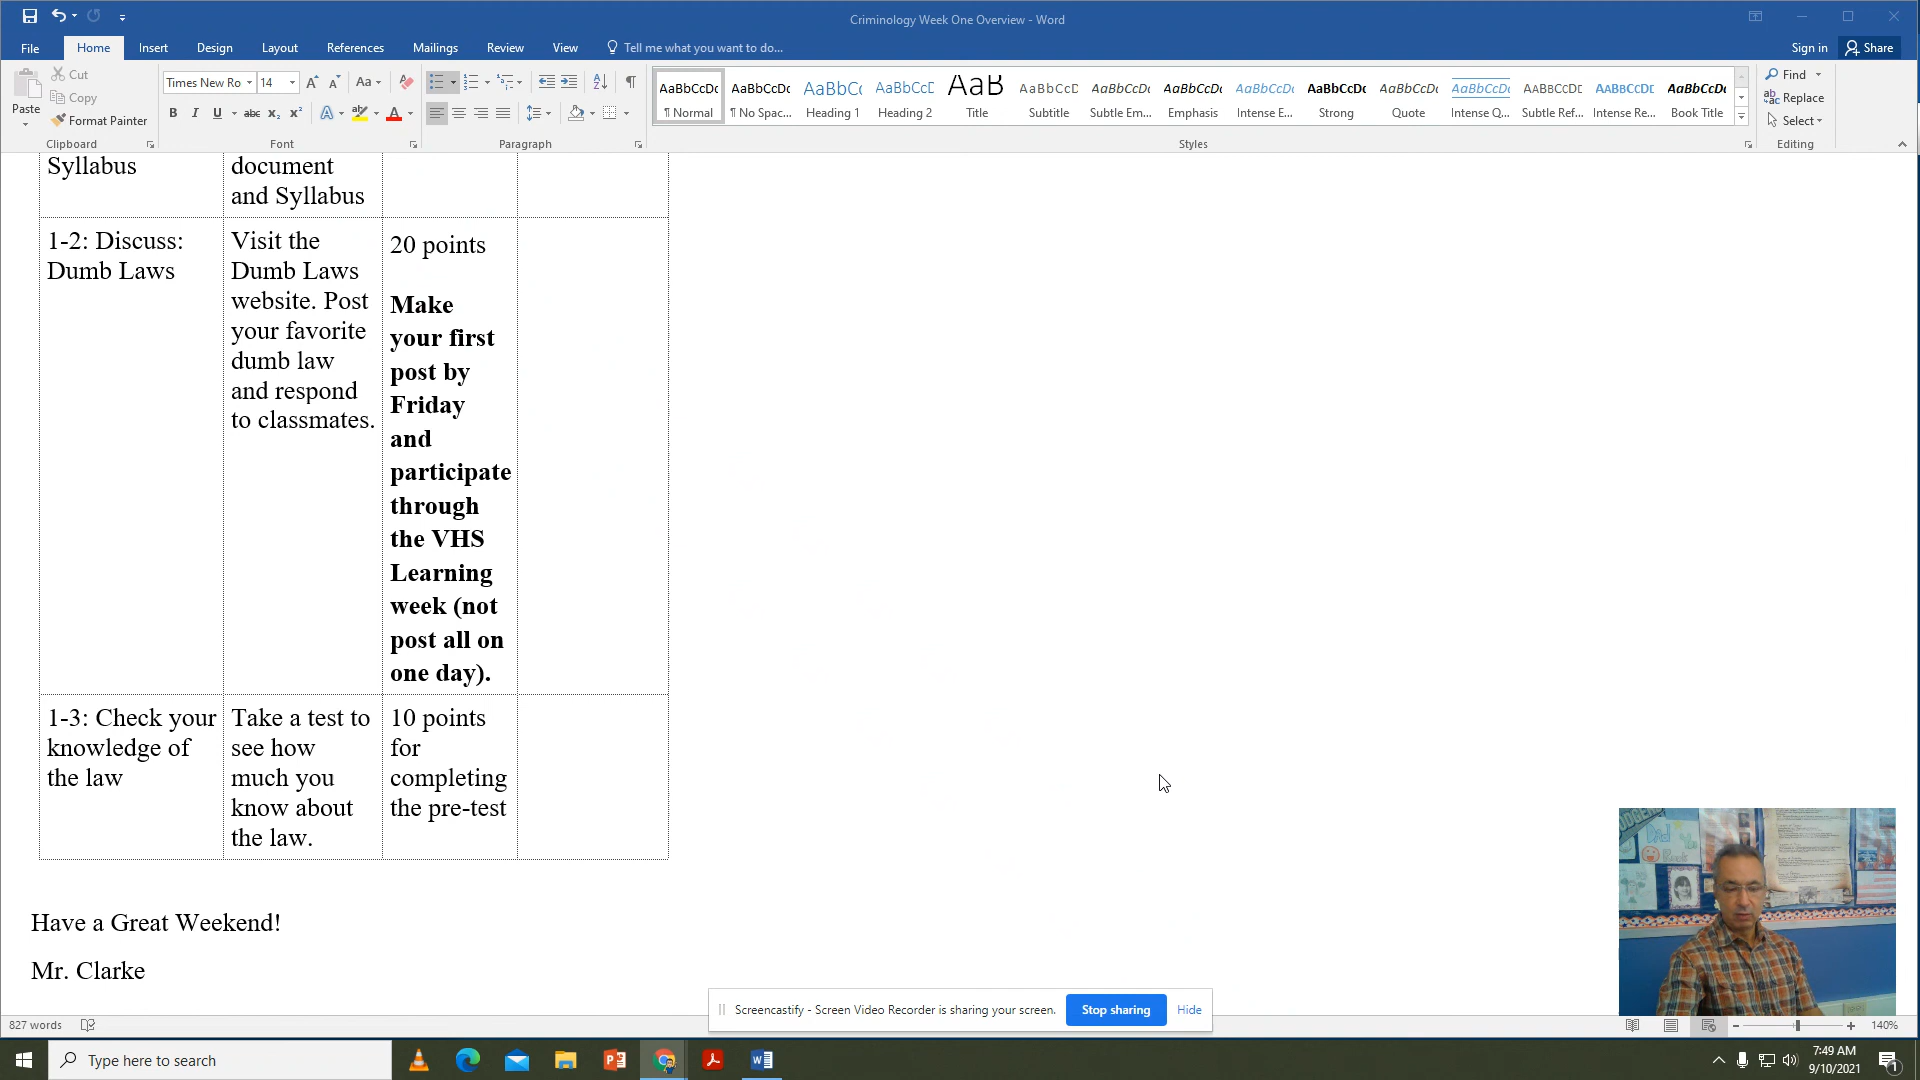 Criminology Week One Overview - Word
File Home Insert Design Layout References Mailings Review View Tell me what you want to do... Sign in Share
Paste
Cut
Copy
Format Painter
Clipboard
Times New Ro 14
Font
Paragraph
AaBbCcDc AaBbCcDc AaBbCc AaBbCcD AaB AaBbCcD AaBbCcDc AaBbCcDc AaBbCcDc AaBbCcDc AaBbCcDc AaBbCcDc AABBCCDD AABBCCDD AaBbCcDc
¶ Normal ¶ No Spac... Heading 1 Heading 2 Title Subtitle Subtle Em... Emphasis Intense E... Strong Quote Intense Q... Subtle Ref... Intense Re... Book Title
Styles
Find
Replace
Select
Editing
Syllabus
document
and Syllabus
1-2: Discuss:
Dumb Laws
Visit the
Dumb Laws
website. Post
your favorite
dumb law
and respond
to classmates.
20 points
Make
your first
post by
Friday
and
participate
through
the VHS
Learning
week (not
post all on
one day).
1-3: Check your
knowledge of
the law
Take a test to
see how
much you
know about
the law.
10 points
for
completing
the pre-test
Have a Great Weekend!
Mr. Clarke
Screencastify - Screen Video Recorder is sharing your screen. Stop sharing Hide
827 words
140%
Type here to search
7:49 AM
9/10/2021